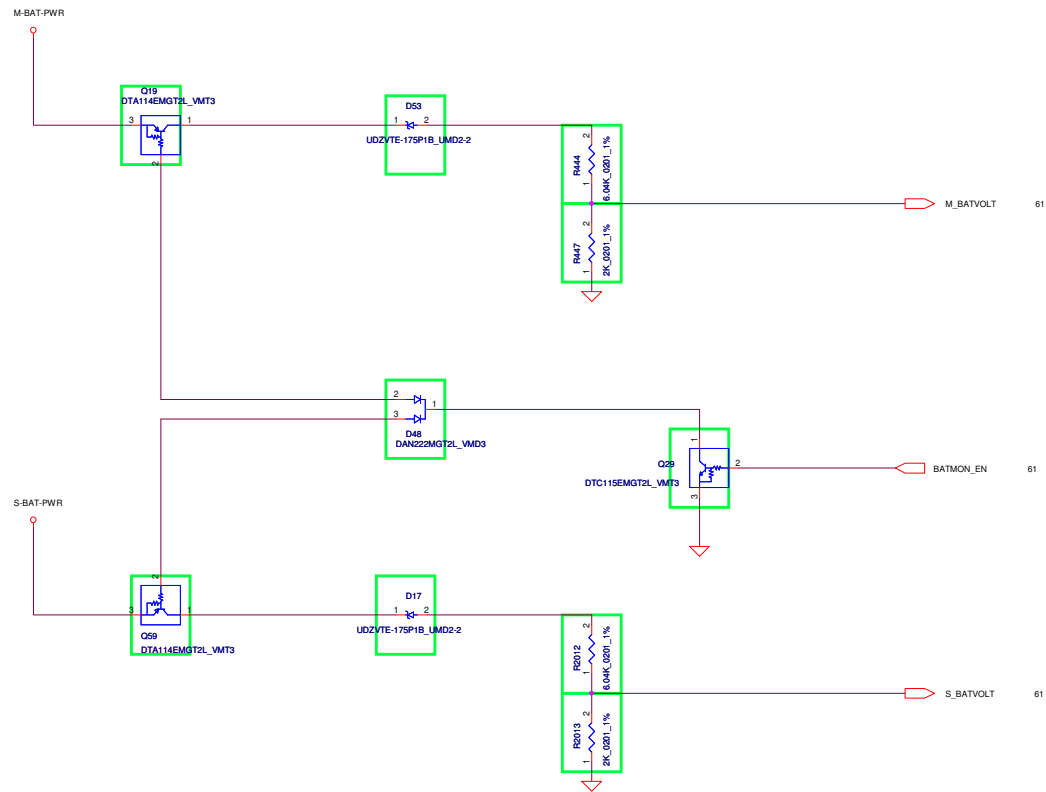 M-BAT-PWR
Q19
DTA114EMGT2L_VMT3
3
1
2
D53
1
2
UDZVTE-175P1B_UMD2-2
2
R444
6.04K_0201_1%
1
M_BATVOLT
61
2
R447
2K_0201_1%
1
2
3
1
D48
DAN222MGT2L_VMD3
1
Q29
2
DTC115EMGT2L_VMT3
3
BATMON_EN
61
S-BAT-PWR
2
3
1
Q59
DTA114EMGT2L_VMT3
D17
1
2
UDZVTE-175P1B_UMD2-2
2
R2012
6.04K_0201_1%
1
S_BATVOLT
61
2
R2013
2K_0201_1%
1